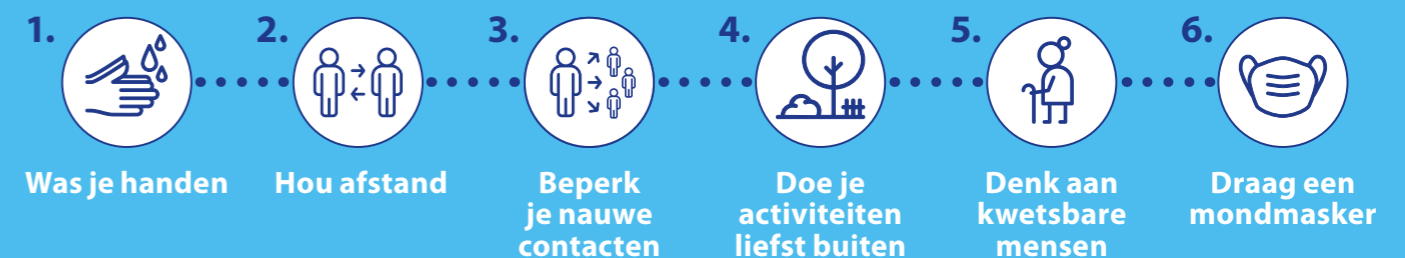 1.
Was je handen
2.
Hou afstand
3.
Beperk
je nauwe
contacten
4.
Doe je
activiteiten
liefst buiten
5.
Denk aan
kwetsbare
mensen
6.
Draag een
mondmasker